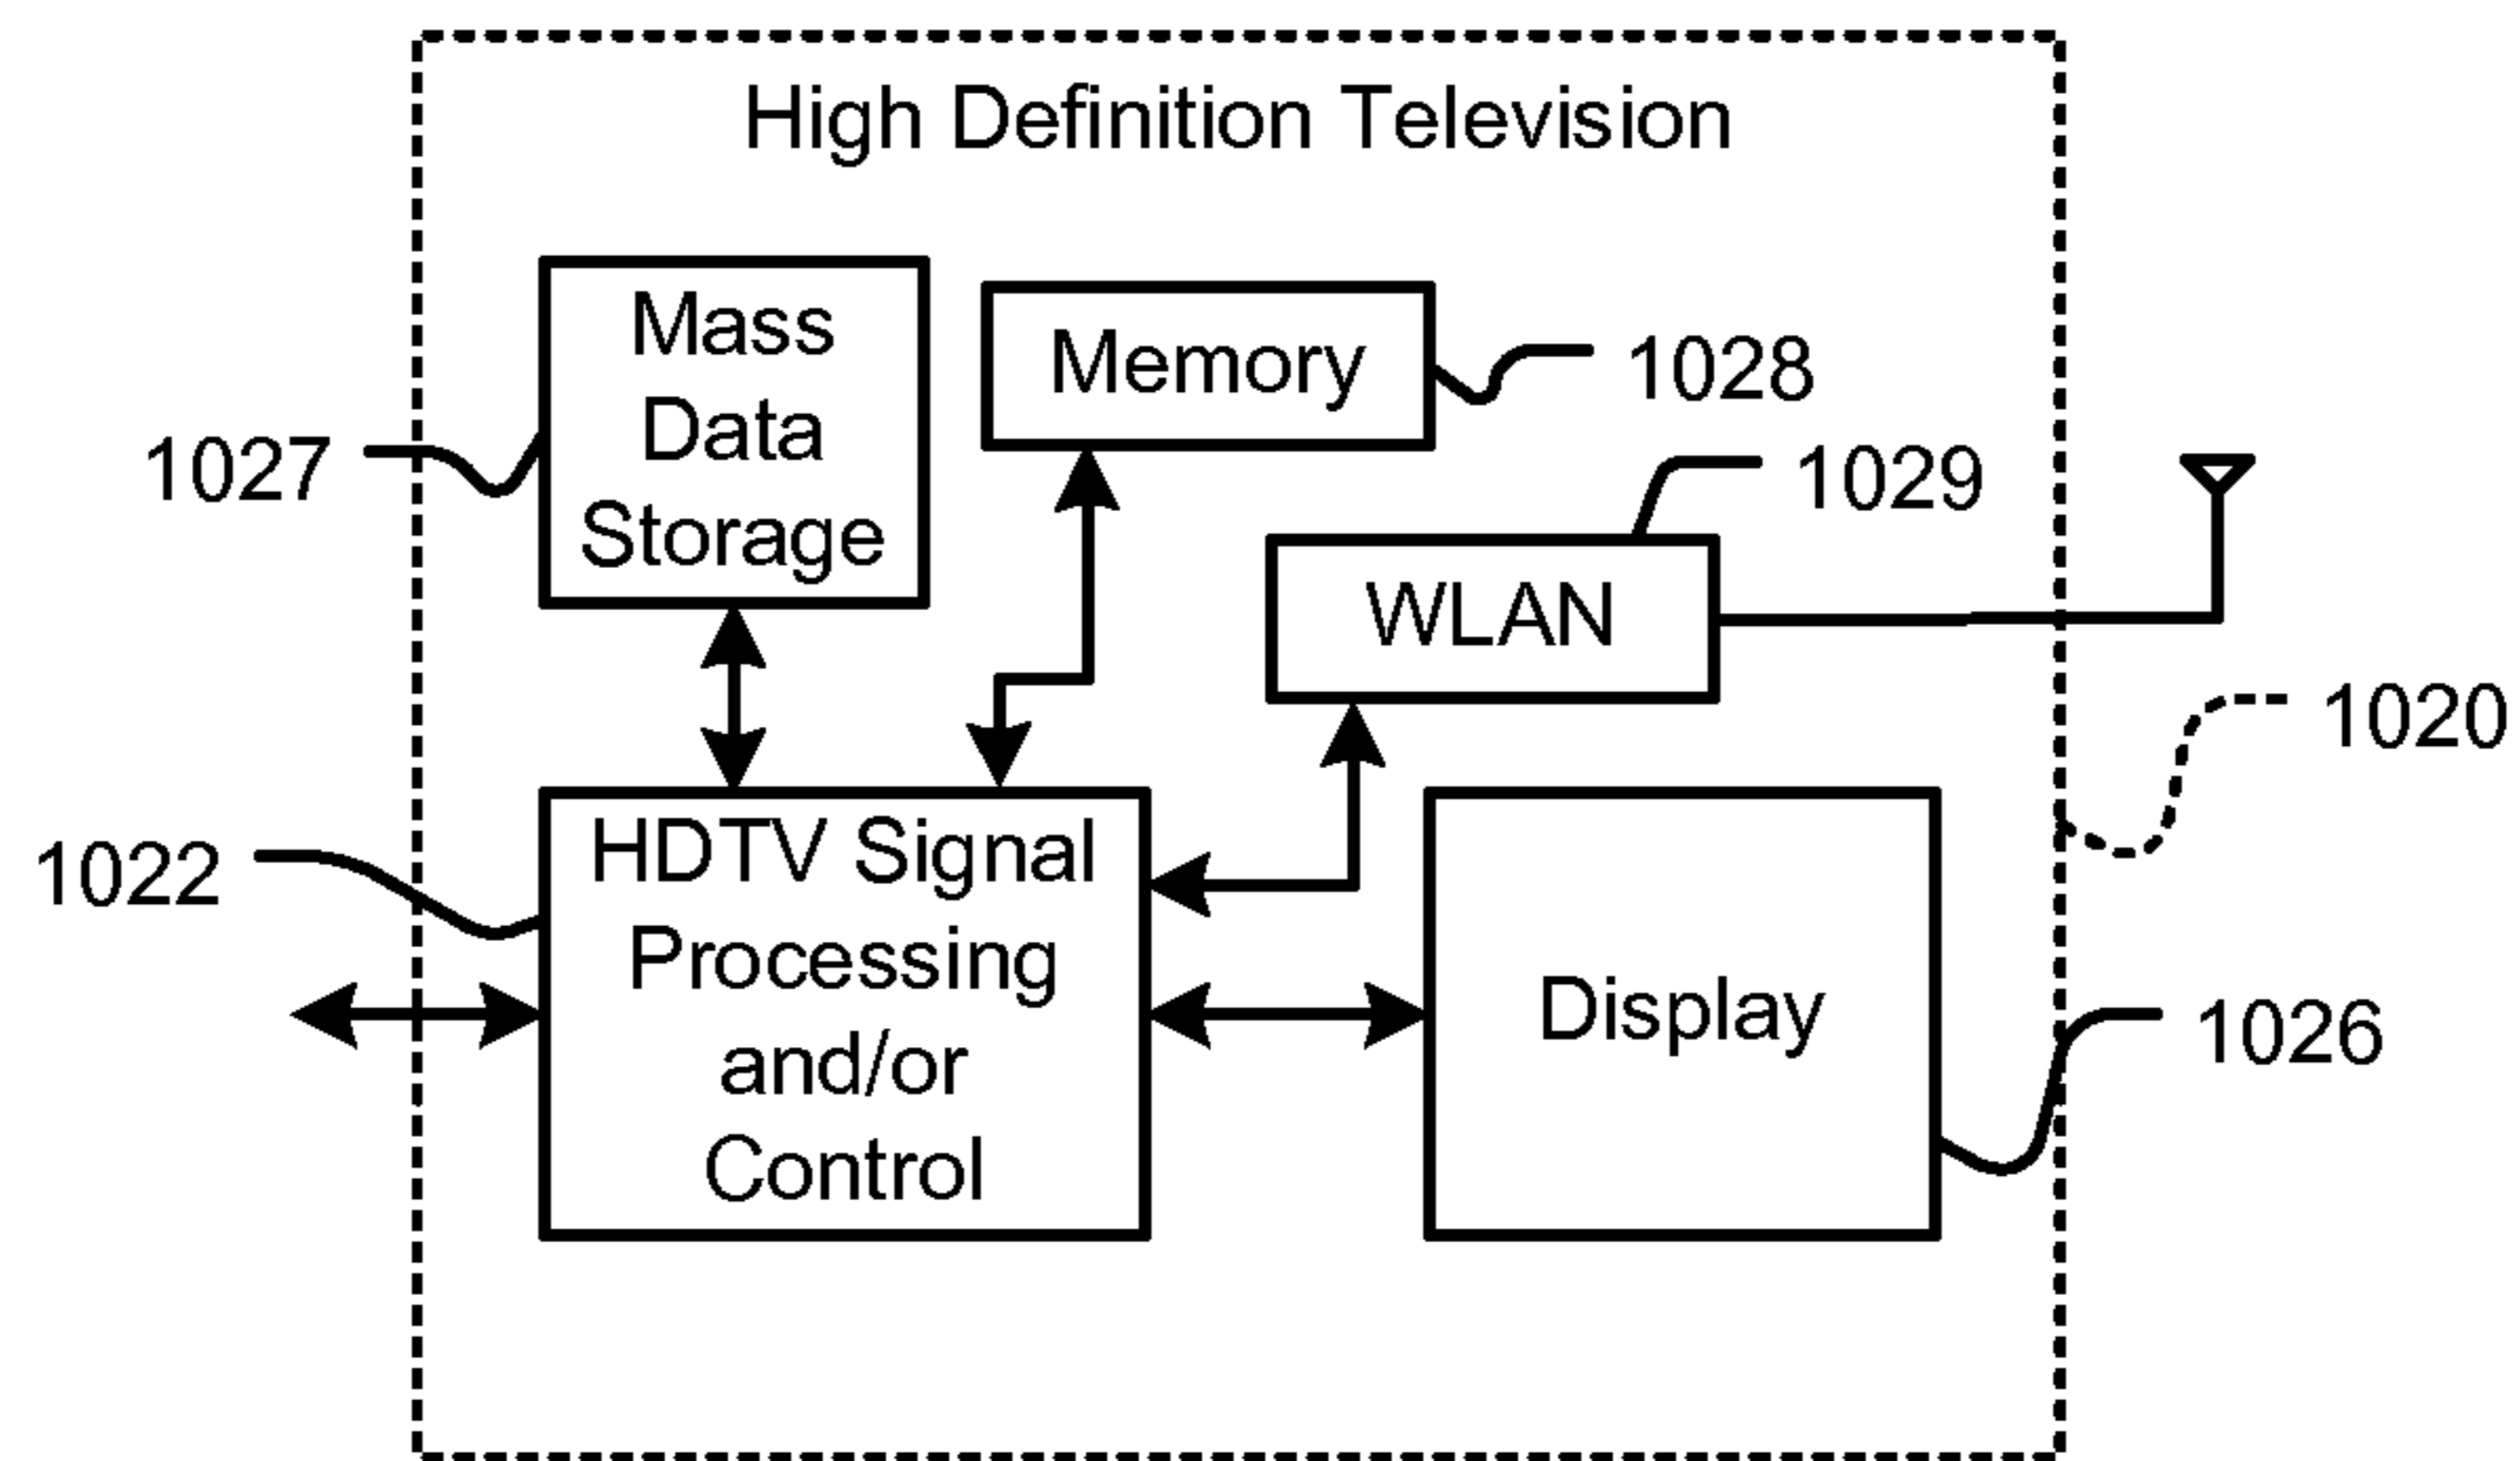 High Definition Television
Mass
Data
Storage
Memory
1028
1027
1029
WLAN
1020
1022
HDTV Signal
Processing
and/or
Control
Display
1026